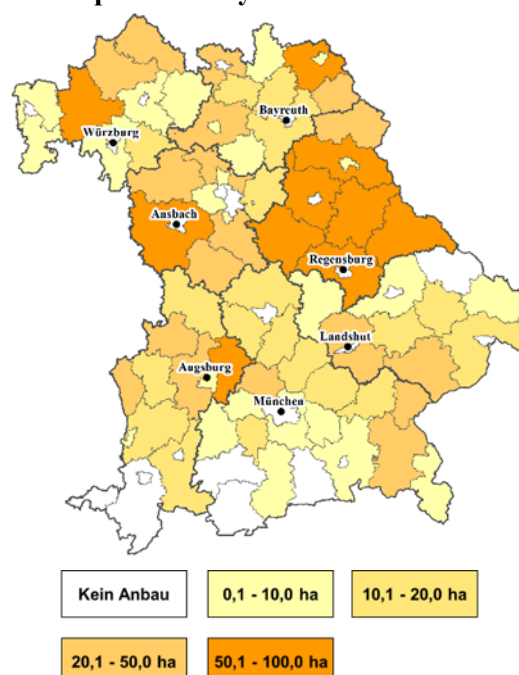 Bayreuth
Würzburg
Ansbach
Regensburg
Landshut
Augsburg
München
Kein Anbau
0,1 - 10,0 ha
10,1 - 20,0 ha
20,1 - 50,0 ha
50,1 - 100,0 ha